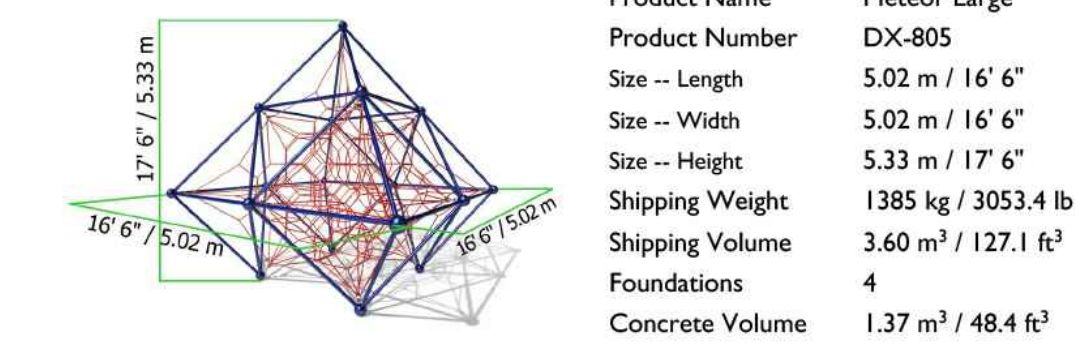 17' 6" / 5.33 m
16' 6" / 5.02 m
16' 6" / 5.02 m
Product Name Meteor Large
Product Number DX-805
Size -- Length 5.02 m / 16' 6"
Size -- Width 5.02 m / 16' 6"
Size -- Height 5.33 m / 17' 6"
Shipping Weight 1385 kg / 3053.4 lb
Shipping Volume 3.60 m³ / 127.1 ft³
Foundations 4
Concrete Volume 1.37 m³ / 48.4 ft³